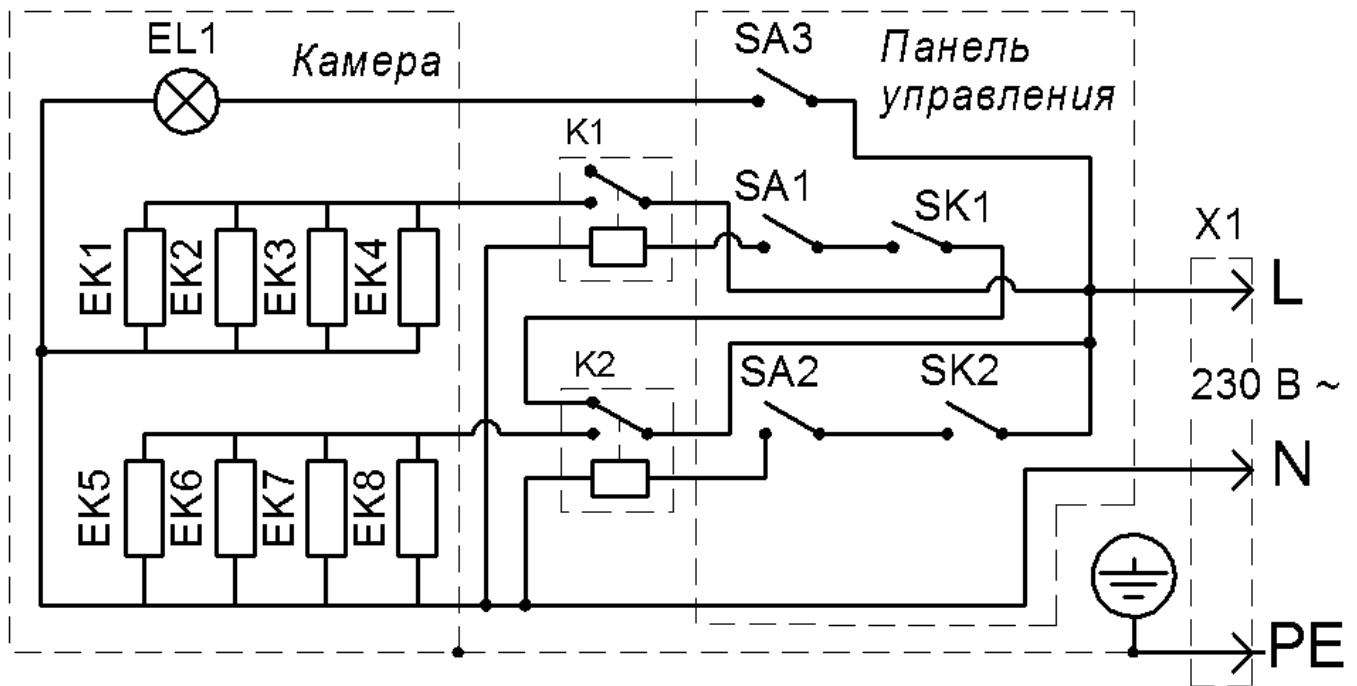 EL1
Камера
SA3
Панель
управления
K1
SA1
SK1
X1
EK1
EK2
EK3
EK4
L
K2
SA2
SK2
230 В ~
EK5
EK6
EK7
EK8
N
PE